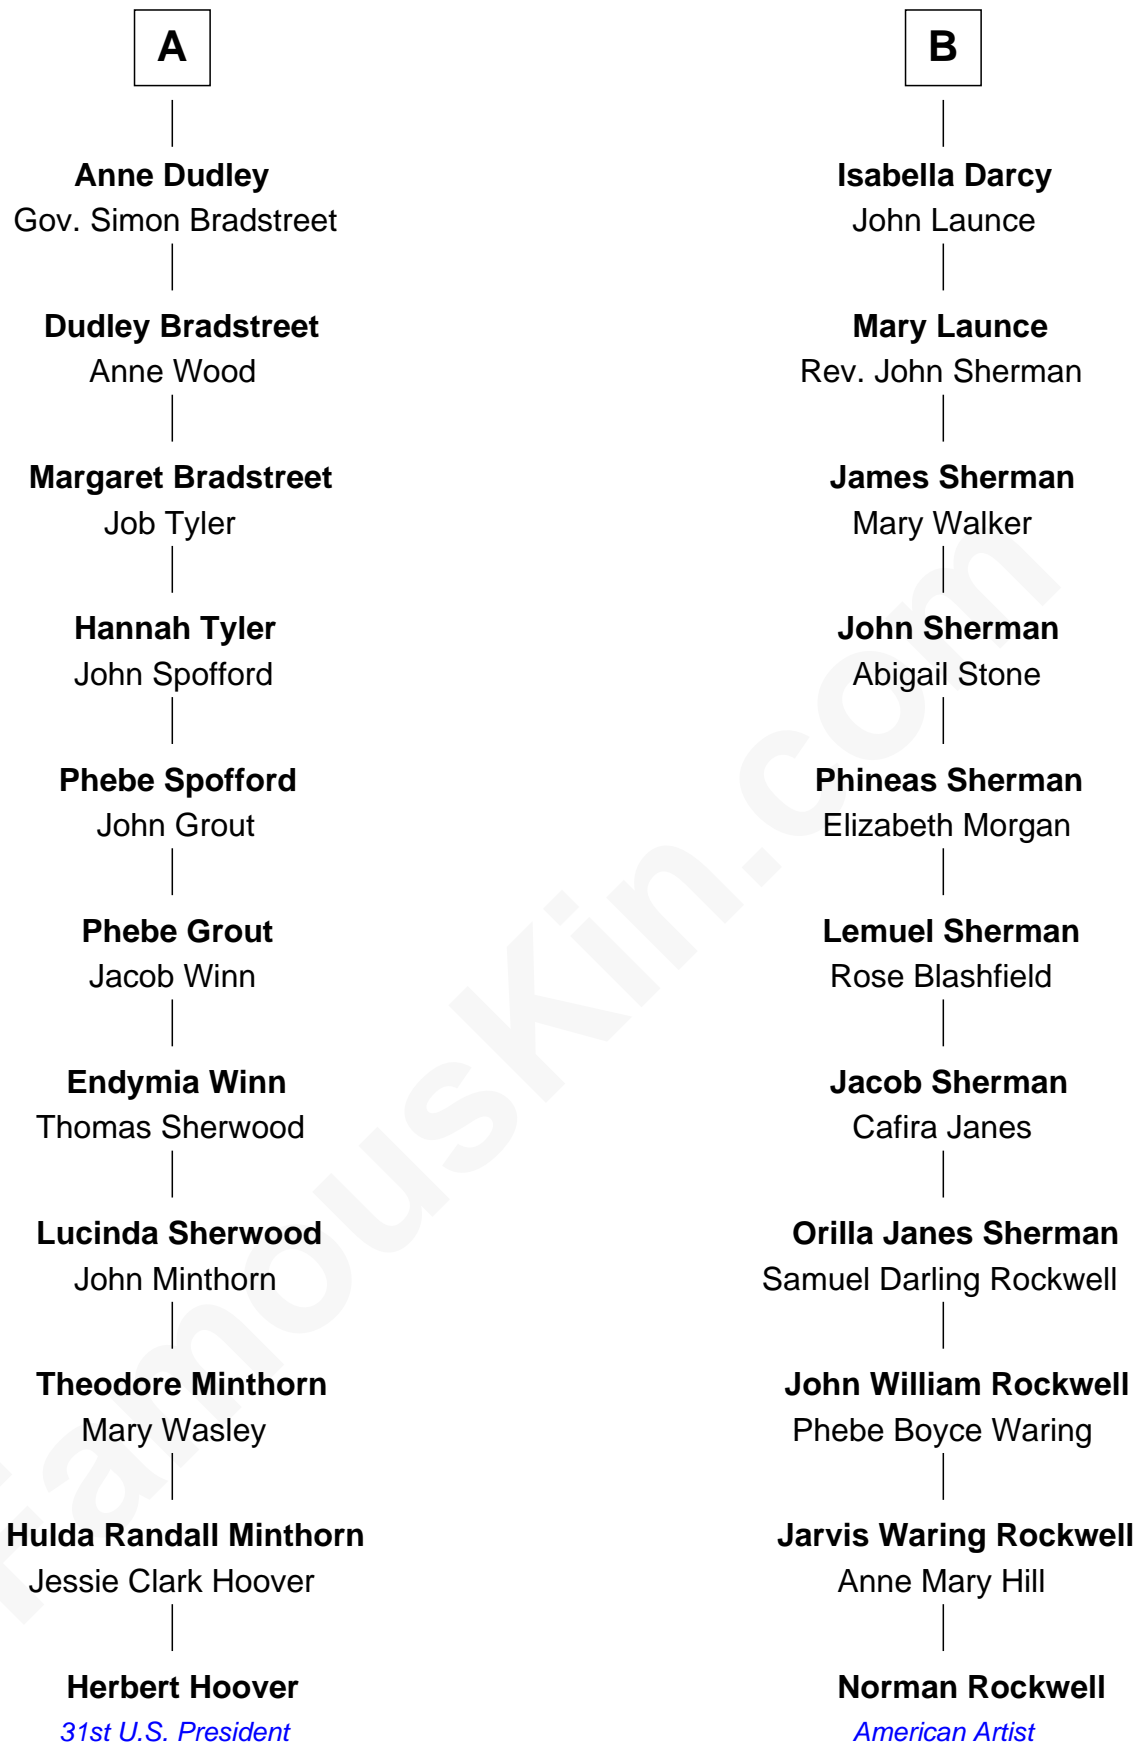 A
Anne Dudley
Gov. Simon Bradstreet
Dudley Bradstreet
Anne Wood
Margaret Bradstreet
Job Tyler
Hannah Tyler
John Spofford
Phebe Spofford
John Grout
Phebe Grout
Jacob Winn
Endymia Winn
Thomas Sherwood
Lucinda Sherwood
John Minthorn
Theodore Minthorn
Mary Wasley
Hulda Randall Minthorn
Jessie Clark Hoover
Herbert Hoover
31st U.S. President
B
Isabella Darcy
John Launce
Mary Launce
Rev. John Sherman
James Sherman
Mary Walker
John Sherman
Abigail Stone
Phineas Sherman
Elizabeth Morgan
Lemuel Sherman
Rose Blashfield
Jacob Sherman
Cafira Janes
Orilla Janes Sherman
Samuel Darling Rockwell
John William Rockwell
Phebe Boyce Waring
Jarvis Waring Rockwell
Anne Mary Hill
Norman Rockwell
American Artist
FamousKin.com